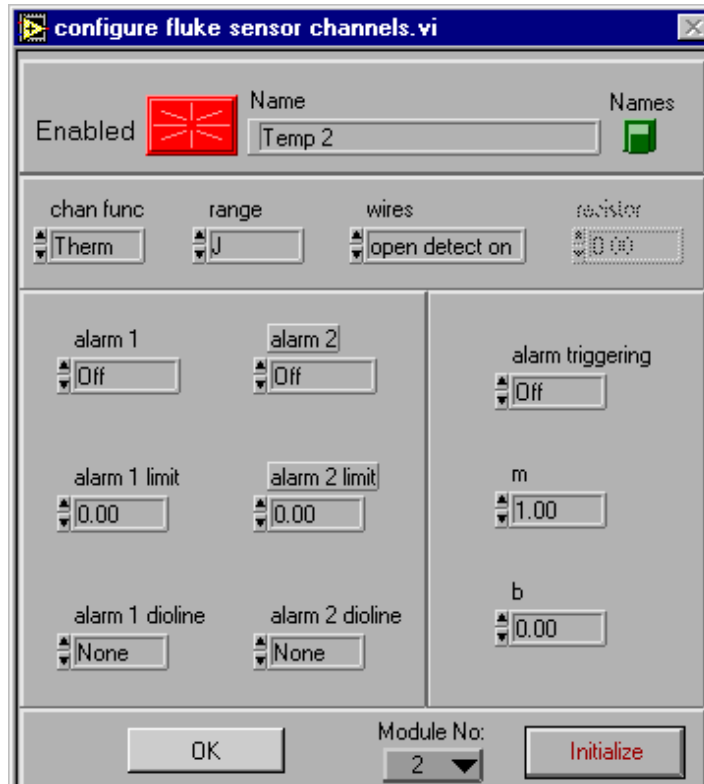 configure fluke sensor channels.vi
Name
Names
Enabled
Temp 2
chan func range wires resistor
Therm J open detect on 0.00
alarm 1 alarm 2
Off Off
alarm triggering
Off
alarm 1 limit alarm 2 limit
0.00 0.00
m
1.00
alarm 1 dioline alarm 2 dioline
None None
b
0.00
OK
Module No:
2
Initialize